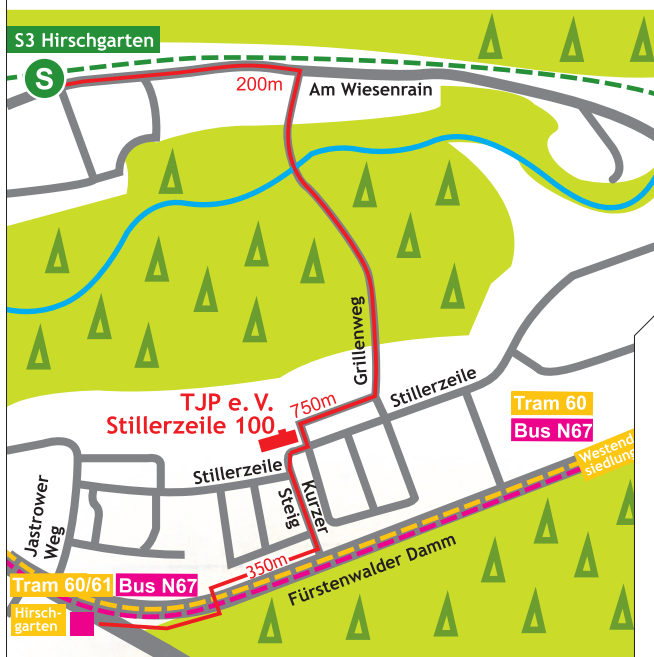 S3 Hirschgarten
S
200m
Am Wiesenrain
Grillenweg
TJP e. V.
Stillerzeile 100
750m
Stillerzeile
Tram 60
Bus N67
Westend
siedlung
Stillerzeile
Jastrower
Weg
Kurzer
Steig
350m
Fürstenwalder Damm
Tram 60/61
Bus N67
Hirsch-
garten